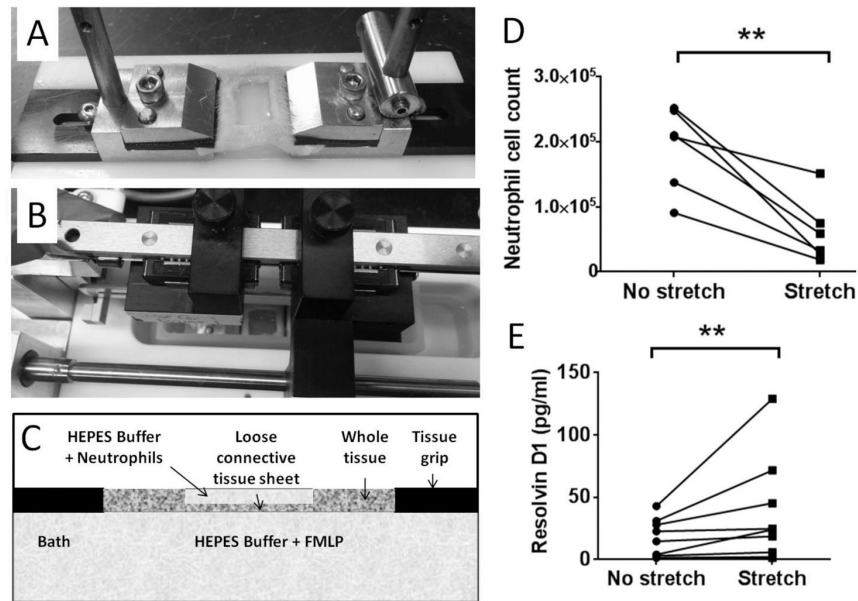 A
B
C
HEPES Buffer
+ Neutrophils
Loose
connective
tissue sheet
Whole
tissue
Tissue
grip
Bath
HEPES Buffer + FMLP
D
**
Neutrophil cell count
3.0×10⁵
2.0×10⁵
1.0×10⁵
0
No stretch
Stretch
E
**
Resolvin D1 (pg/ml)
150
100
50
0
No stretch
Stretch